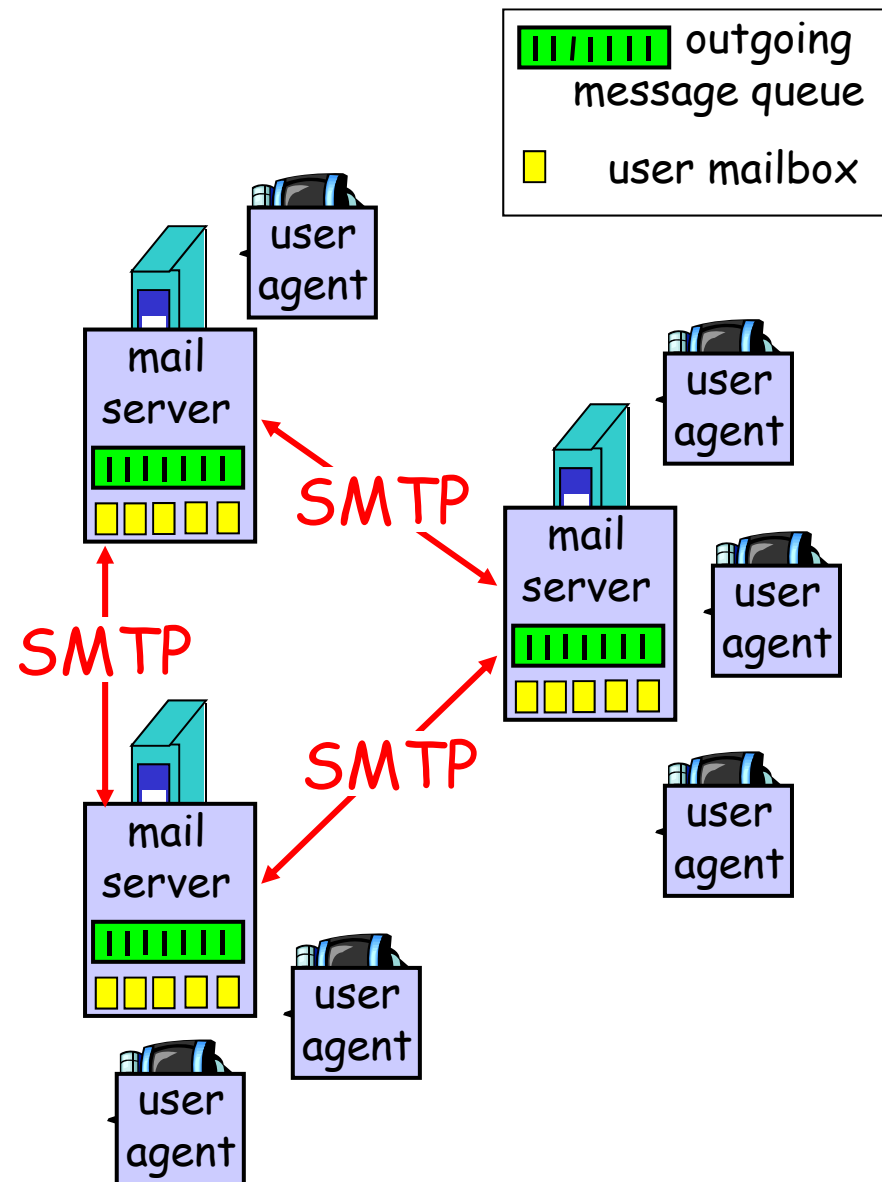 outgoing
message queue
user mailbox
user
agent
mail
server
user
agent
SMTP
mail
server
user
agent
SMTP
SMTP
user
agent
mail
server
user
agent
user
agent